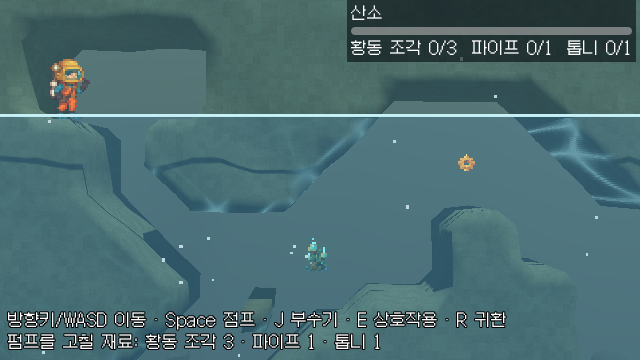 산소
황동 조각 0/3 파이프 0/1 톱니 0/1
방향키/WASD 이동 · Space 점프 · J 부수기 · E 상호작용 · R 귀환
펌프를 고칠 재료: 황동 조각 3 · 파이프 1 · 톱니 1